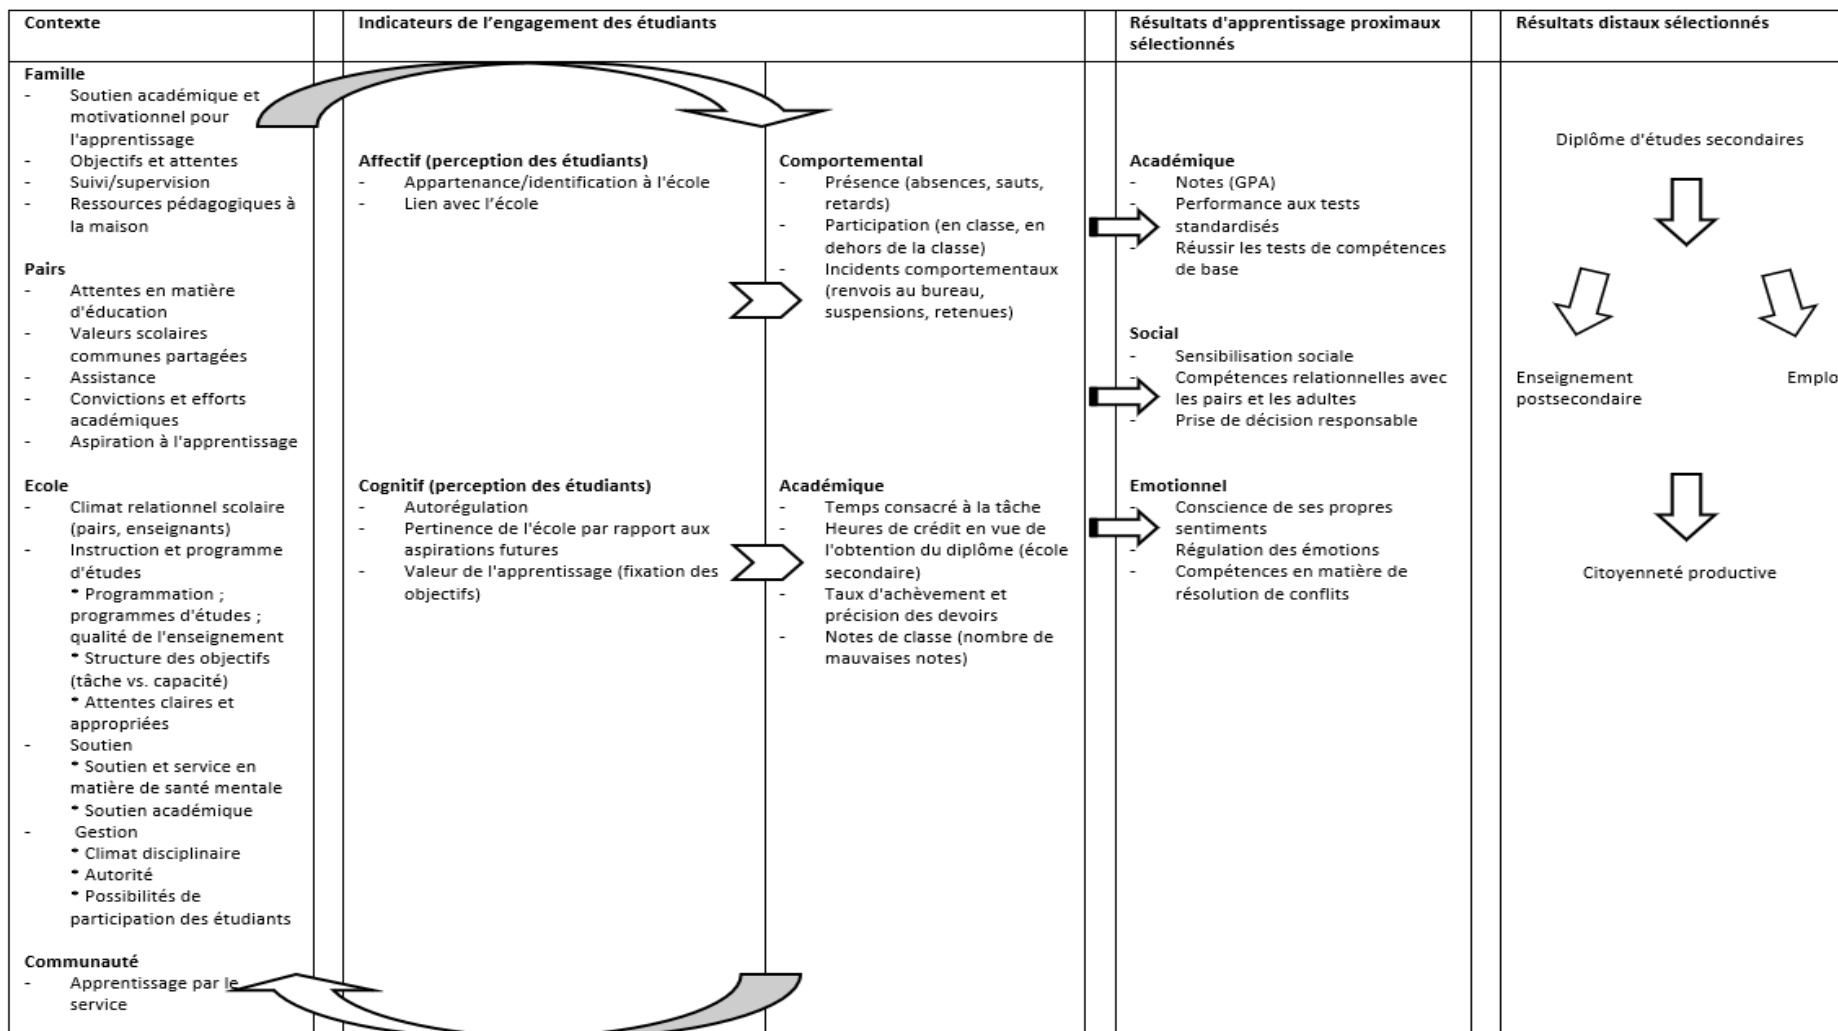 Contexte
Indicateurs de l’engagement des étudiants
Résultats d'apprentissage proximaux
sélectionnés
Résultats distaux sélectionnés
Famille
- Soutien académique et
motivationnel pour
l'apprentissage
- Objectifs et attentes
- Suivi/supervision
- Ressources pédagogiques à
la maison
Pairs
- Attentes en matière
d'éducation
- Valeurs scolaires
communes partagées
- Assistance
- Convictions et efforts
académiques
- Aspiration à l'apprentissage
Ecole
- Climat relationnel scolaire
(pairs, enseignants)
- Instruction et programme
d'études
* Programmation ;
programmes d'études ;
qualité de l'enseignement
* Structure des objectifs
(tâche vs. capacité)
* Attentes claires et
appropriées
- Soutien
* Soutien et service en
matière de santé mentale
* Soutien académique
- Gestion
* Climat disciplinaire
* Autorité
* Possibilités de
participation des étudiants
Communauté
- Apprentissage par le
service
Affectif (perception des étudiants)
- Appartenance/identification à l'école
- Lien avec l’école
Cognitif (perception des étudiants)
- Autorégulation
- Pertinence de l'école par rapport aux
aspirations futures
- Valeur de l'apprentissage (fixation des
objectifs)
Comportemental
- Présence (absences, sauts,
retards)
- Participation (en classe, en
dehors de la classe)
- Incidents comportementaux
(renvois au bureau,
suspensions, retenues)
Académique
- Temps consacré à la tâche
- Heures de crédit en vue de
l'obtention du diplôme (école
secondaire)
- Taux d'achèvement et
précision des devoirs
- Notes de classe (nombre de
mauvaises notes)
Académique
- Notes (GPA)
- Performance aux tests
standardisés
- Réussir les tests de compétences
de base
Social
- Sensibilisation sociale
- Compétences relationnelles avec
les pairs et les adultes
- Prise de décision responsable
Emotionnel
- Conscience de ses propres
sentiments
- Régulation des émotions
- Compétences en matière de
résolution de conflits
Diplôme d'études secondaires
Enseignement
postsecondaire
Emplo
Citoyenneté productive